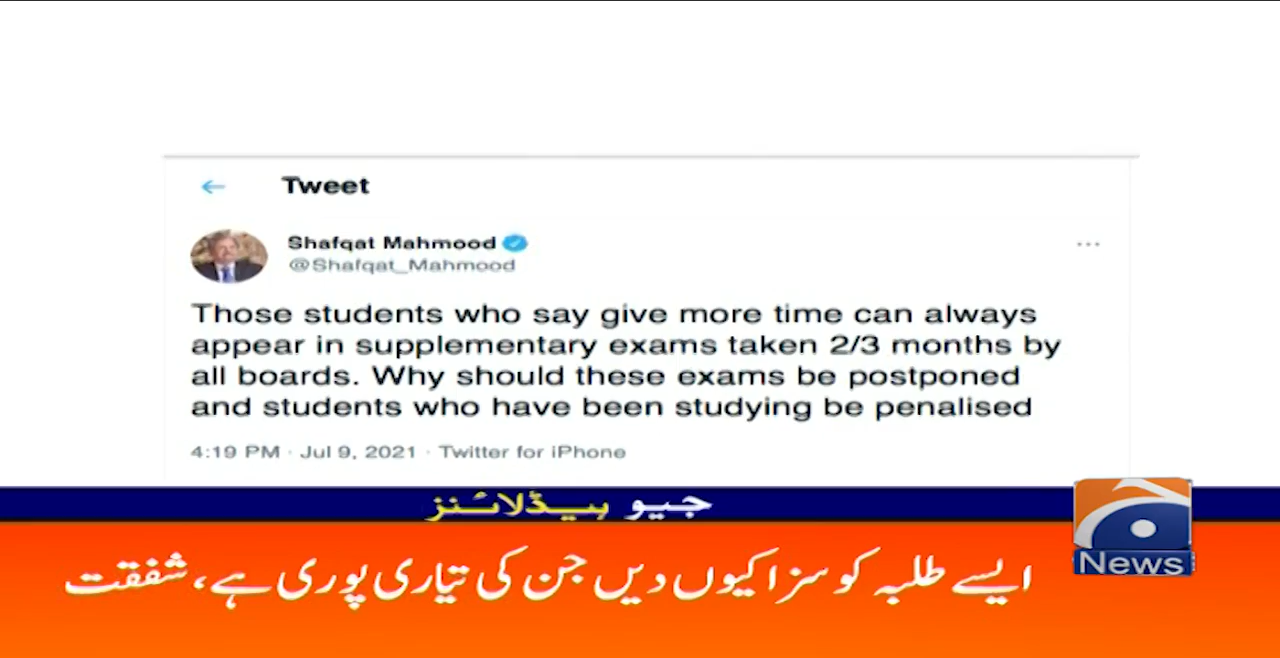 Tweet
Shafqat Mahmood
@Shafqat_Mahmood
Those students who say give more time can always
appear in supplementary exams taken 2/3 months by
all boards. Why should these exams be postponed
and students who have been studying be penalised
4:19 PM · Jul 9, 2021 · Twitter for iPhone
جیو ہیڈلائنز
News
ایسے طلبہ کو سزا کیوں دیں جن کی تیاری پوری ہے، شفقت